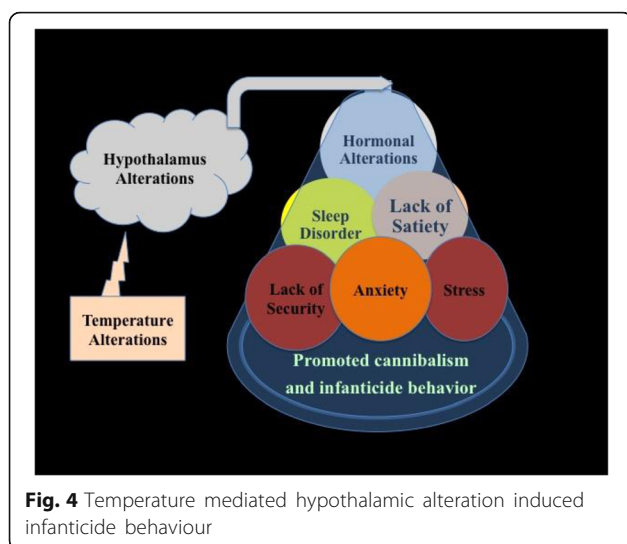 Hypothalamus
Alterations
Temperature
Alterations
Hormonal
Alterations
Sleep
Disorder
Lack of
Satiety
Lack of
Security
Anxiety
Stress
Promoted cannibalism
and infanticide behavior
Fig. 4 Temperature mediated hypothalamic alteration induced
infanticide behaviour